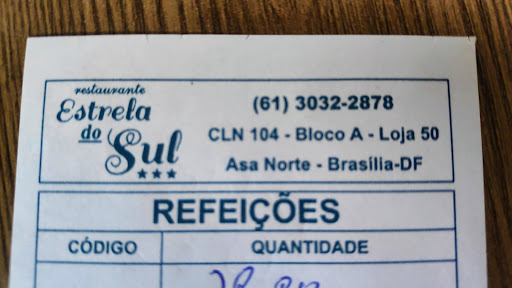 restaurante
Estrela
do
Sul
(61) 3032-2878
CLN 104 - Bloco A - Loja 50
Asa Norte - Brasília-DF
REFEIÇÕES
CÓDIGO QUANTIDADE